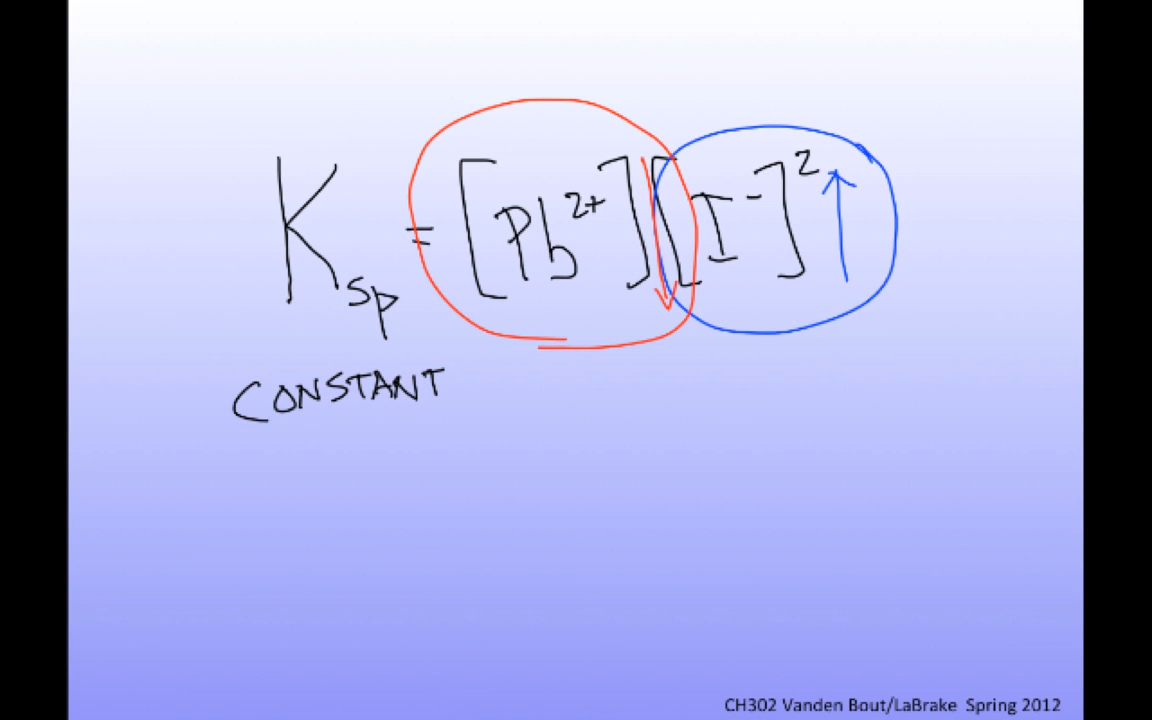 Ksp = [Pb²⁺][I⁻]² ↑
CONSTANT
CH302 Vanden Bout/LaBrake Spring 2012